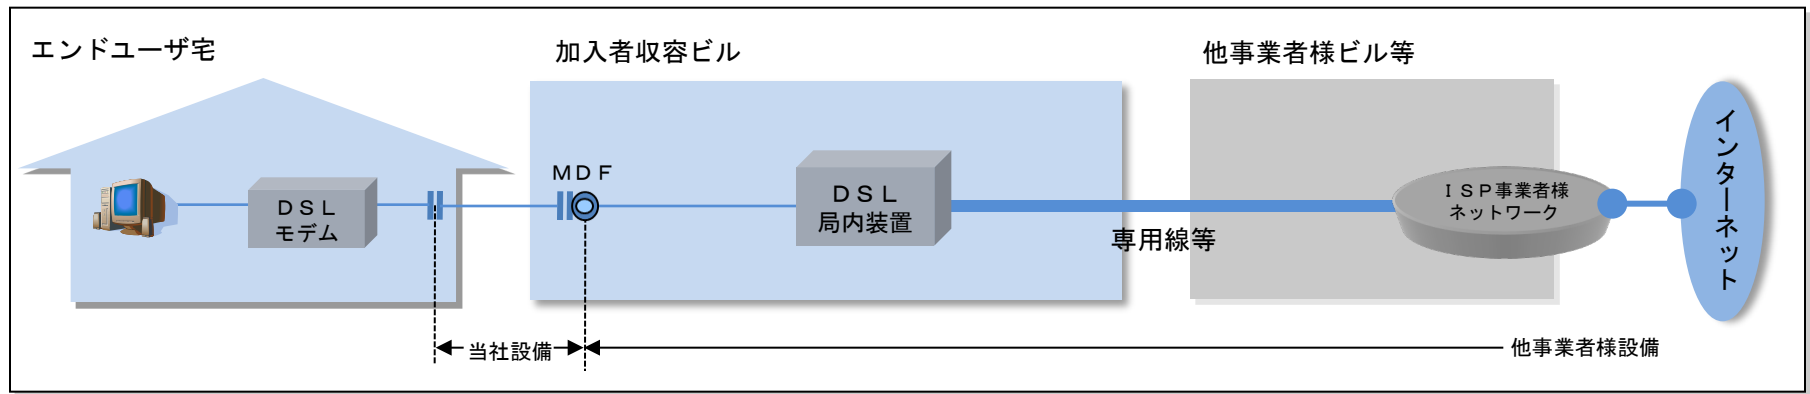 エンドユーザ宅
加入者収容ビル
他事業者様ビル等
ＭＤＦ
ＤＳＬ
モデム
ＤＳＬ
局内装置
専用線等
ＩＳＰ事業者様
ネットワーク
インターネット
当社設備
他事業者様設備